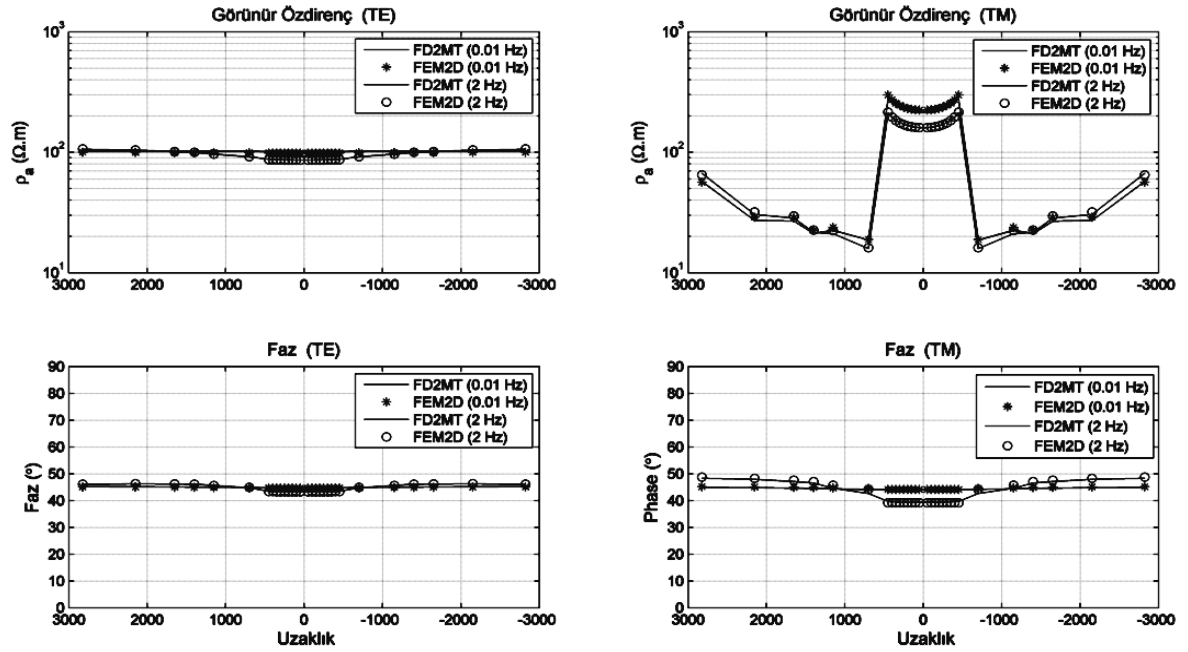 Görünür Özdirenç (TE)
10³
10²
10¹
ρa (Ω.m)
FD2MT (0.01 Hz)
FEM2D (0.01 Hz)
FD2MT (2 Hz)
FEM2D (2 Hz)
3000 2000 1000 0 -1000 -2000 -3000
Görünür Özdirenç (TM)
10³
10²
10¹
ρa (Ω.m)
FD2MT (0.01 Hz)
FEM2D (0.01 Hz)
FD2MT (2 Hz)
FEM2D (2 Hz)
3000 2000 1000 0 -1000 -2000 -3000
Faz (TE)
90
80
70
60
50
40
30
20
10
0
Faz (°)
FD2MT (0.01 Hz)
FEM2D (0.01 Hz)
FD2MT (2 Hz)
FEM2D (2 Hz)
3000 2000 1000 0 -1000 -2000 -3000
Uzaklık
Faz (TM)
90
80
70
60
50
40
30
20
10
0
Phase (°)
FD2MT (0.01 Hz)
FEM2D (0.01 Hz)
FD2MT (2 Hz)
FEM2D (2 Hz)
3000 2000 1000 0 -1000 -2000 -3000
Uzaklık